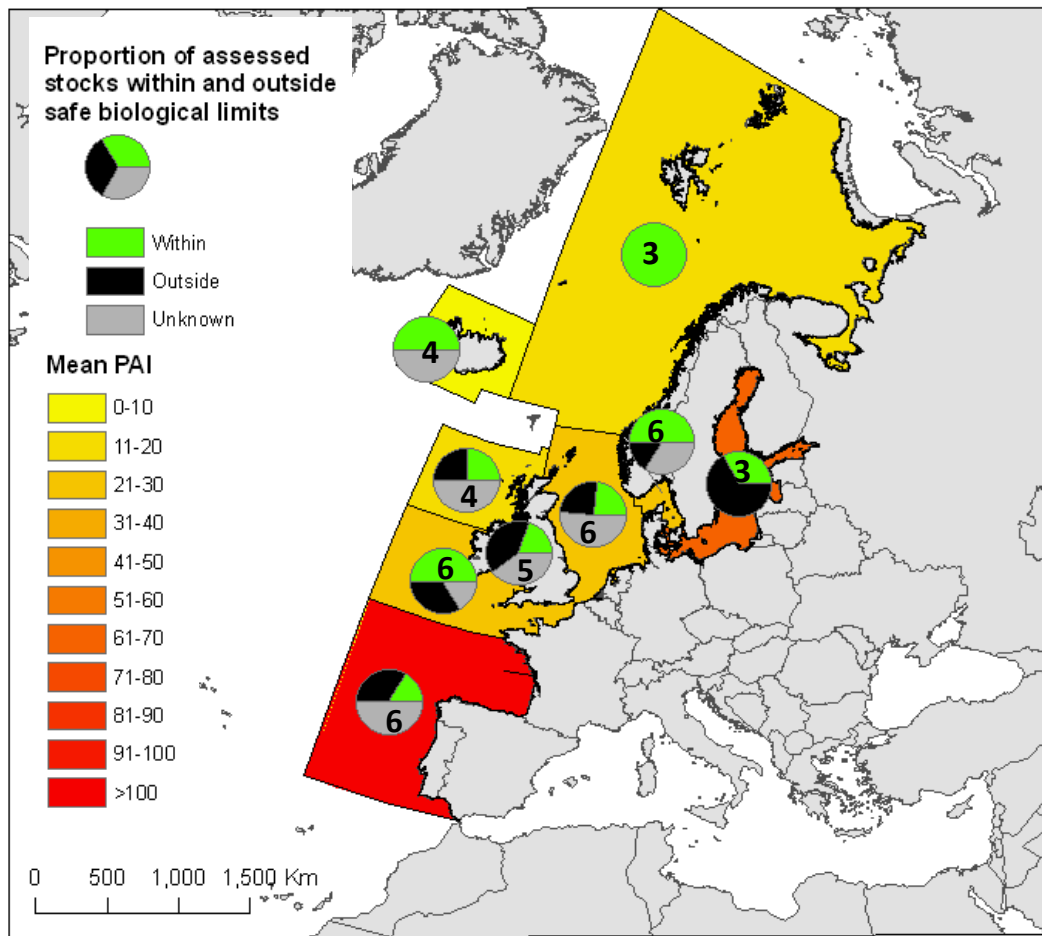 Proportion of assessed
stocks within and outside
safe biological limits
Within
Outside
Unknown
Mean PAI
0-10
11-20
21-30
31-40
41-50
51-60
61-70
71-80
81-90
91-100
>100
3
4
6
3
4
6
5
6
6
0 500 1,000 1,500 Km